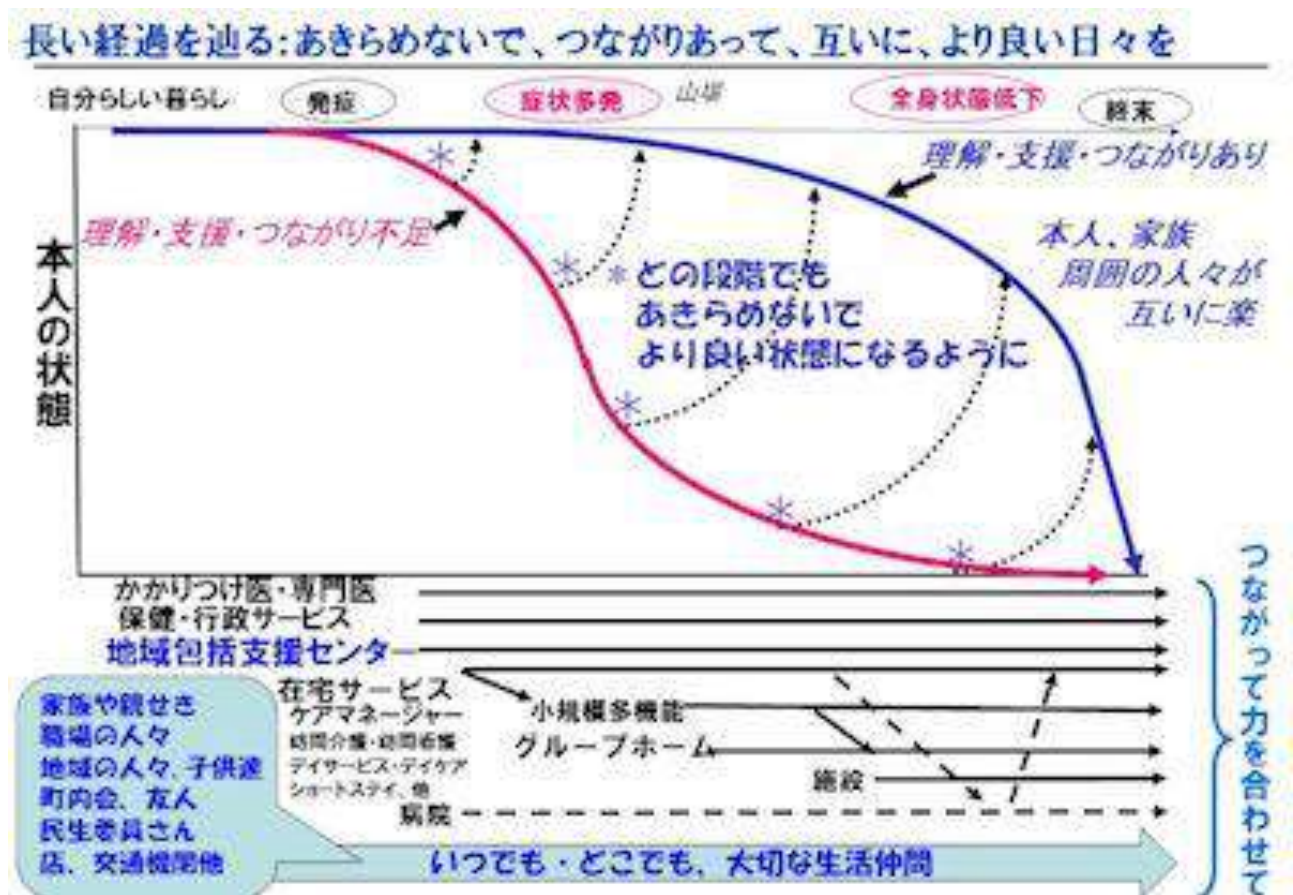 長い経過を辿る:あきらめないで、つながりあって、互いに、より良い日々を
自分らしい暮らし
発症
症状多発
山場
全身状態低下
終末
理解・支援・つながりあり
理解・支援・つながり不足
本人、家族
周囲の人々が
互いに楽
本人の状態
*どの段階でも
あきらめないで
より良い状態になるように
かかりつけ医・専門医
保健・行政サービス
地域包括支援センター
在宅サービス
ケアマネージャー
訪問介護・訪問看護
デイサービス・デイケア
ショートステイ、他
小規模多機能
グループホーム
施設
病院
家族や親せき
職場の人々
地域の人々、子供達
町内会、友人
民生委員さん
店、交通機関他
いつでも・どこでも、大切な生活仲間
つながって力を合わせて